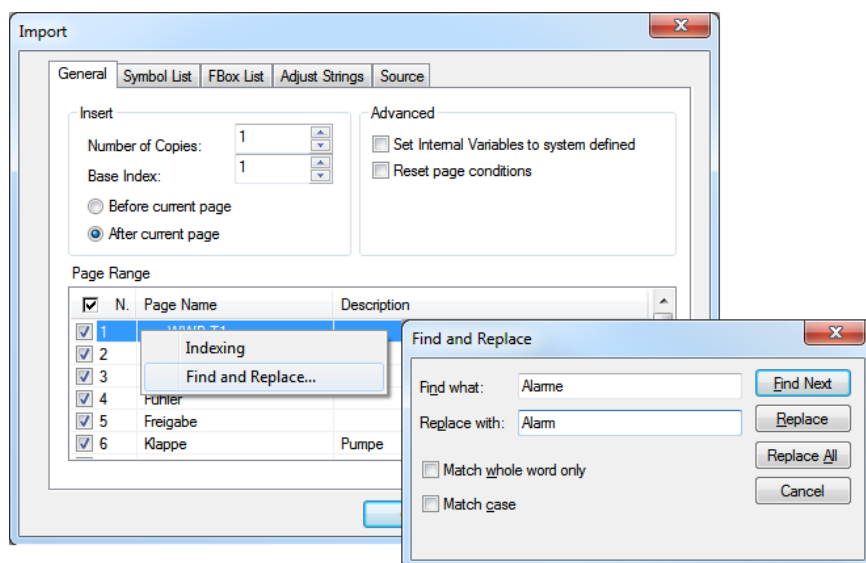 Import
General Symbol List FBox List Adjust Strings Source
Insert
Number of Copies: 1
Base Index: 1
Before current page
After current page
Advanced
Set Internal Variables to system defined
Reset page conditions
Page Range
N. Page Name Description
1
2
3
4
5 Freigabe
6 Klappe Pumpe
Indexing
Find and Replace...
Find and Replace
Find what: Alarme
Replace with: Alarm
Match whole word only
Match case
Find Next
Replace
Replace All
Cancel